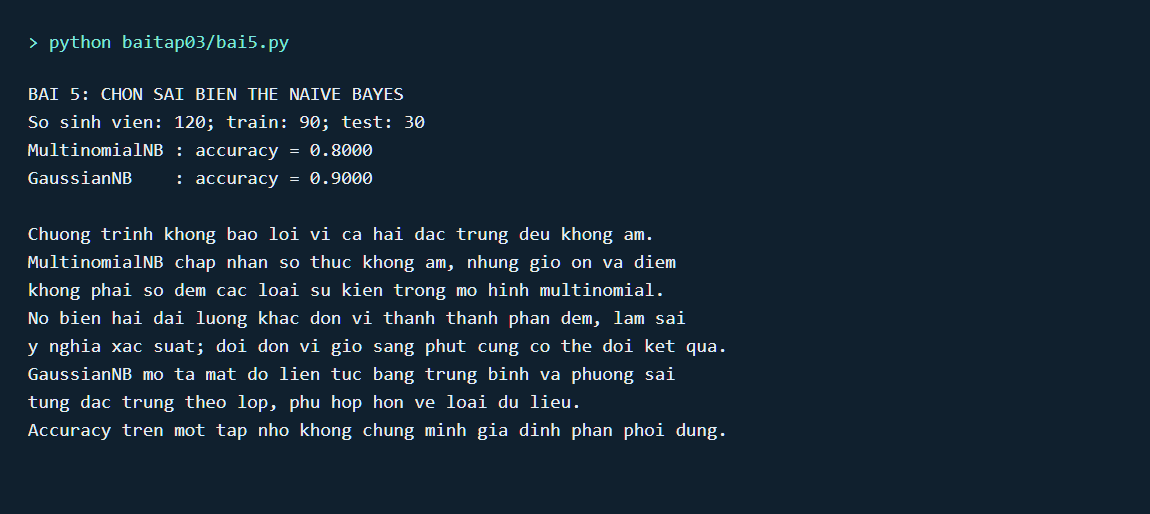 > python baitap03/bai5.py
BAI 5: CHON SAI BIEN THE NAIVE BAYES
So sinh vien: 120; train: 90; test: 30
MultinomialNB : accuracy = 0.8000
GaussianNB    : accuracy = 0.9000
Chuong trinh khong bao loi vi ca hai dac trung deu khong am.
MultinomialNB chap nhan so thuc khong am, nhung gio on va diem
khong phai so dem cac loai su kien trong mo hinh multinomial.
No bien hai dai luong khac don vi thanh thanh phan dem, lam sai
y nghia xac suat; doi don vi gio sang phut cung co the doi ket qua.
GaussianNB mo ta mat do lien tuc bang trung binh va phuong sai
tung dac trung theo lop, phu hop hon ve loai du lieu.
Accuracy tren mot tap nho khong chung minh gia dinh phan phoi dung.